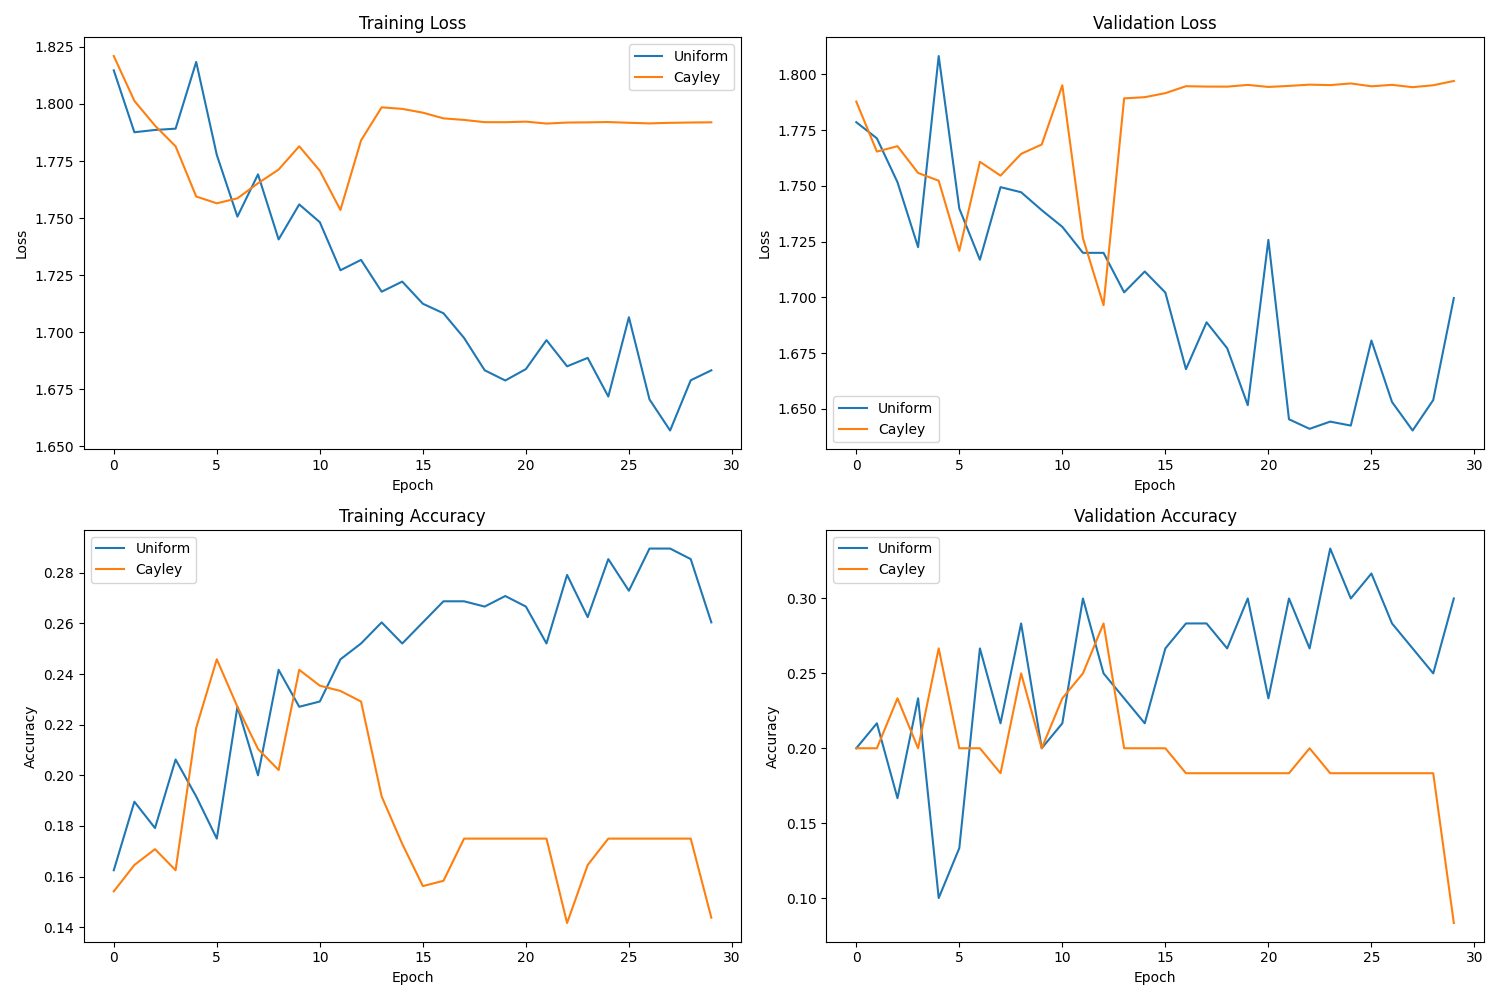 Training Loss
1.825
1.800
1.775
1.750
1.725
1.700
1.675
1.650
Loss
0 5 10 15 20 25 30
Epoch
Uniform
Cayley
Validation Loss
1.800
1.775
1.750
1.725
1.700
1.675
1.650
Loss
0 5 10 15 20 25 30
Epoch
Uniform
Cayley
Training Accuracy
0.28
0.26
0.24
0.22
0.20
0.18
0.16
0.14
Accuracy
0 5 10 15 20 25 30
Epoch
Uniform
Cayley
Validation Accuracy
0.30
0.25
0.20
0.15
0.10
Accuracy
0 5 10 15 20 25 30
Epoch
Uniform
Cayley